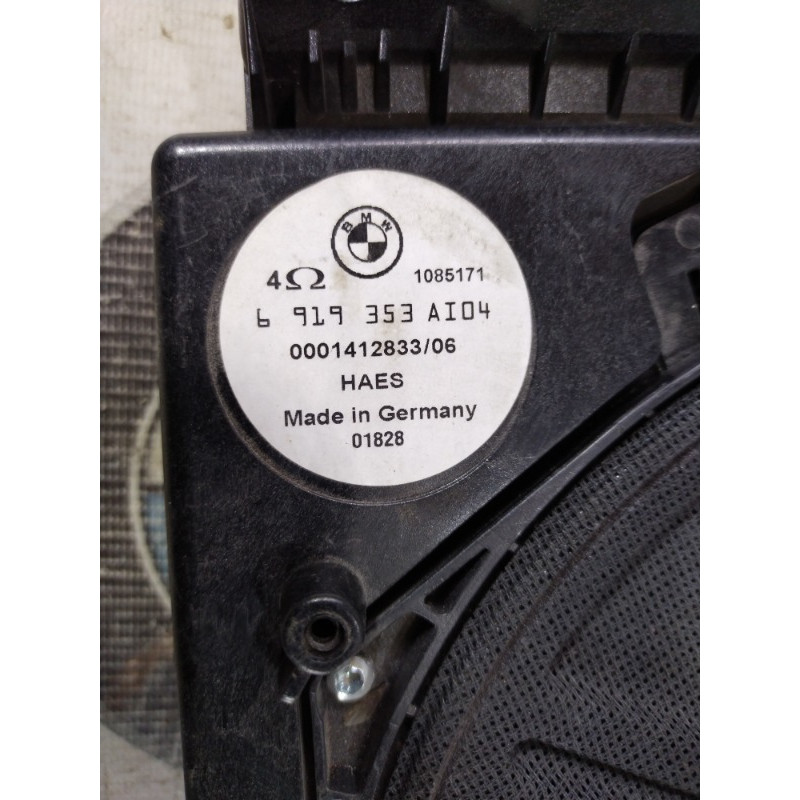 BMW
4Ω 1085171
6 919 353 AI04
0001412833/06
HAES
Made in Germany
01828